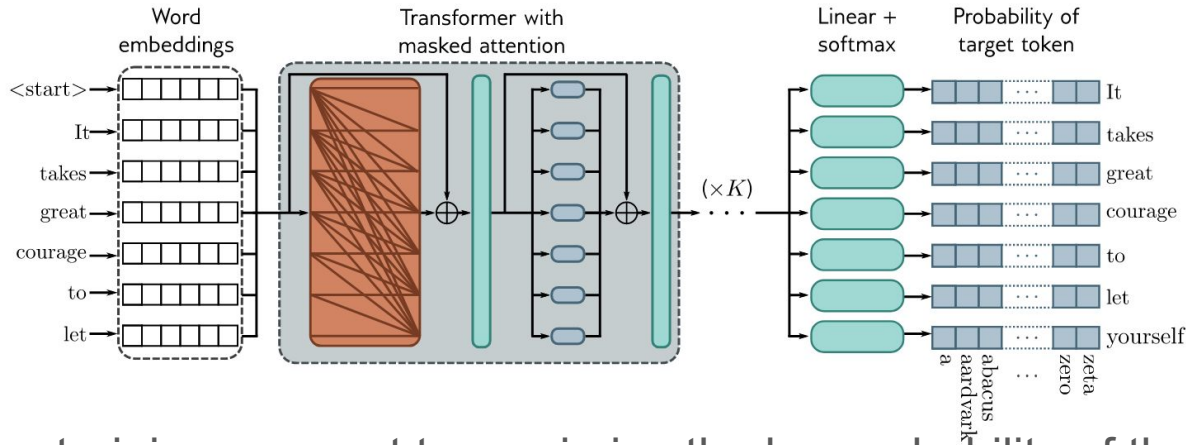 Word
embeddings
Transformer with
masked attention
Linear +
softmax
Probability of
target token
<start>
It
takes
great
courage
to
let
(×K)
· · ·
It
takes
great
courage
to
let
yourself
a
aardvark
abacus
...
zero
zeta